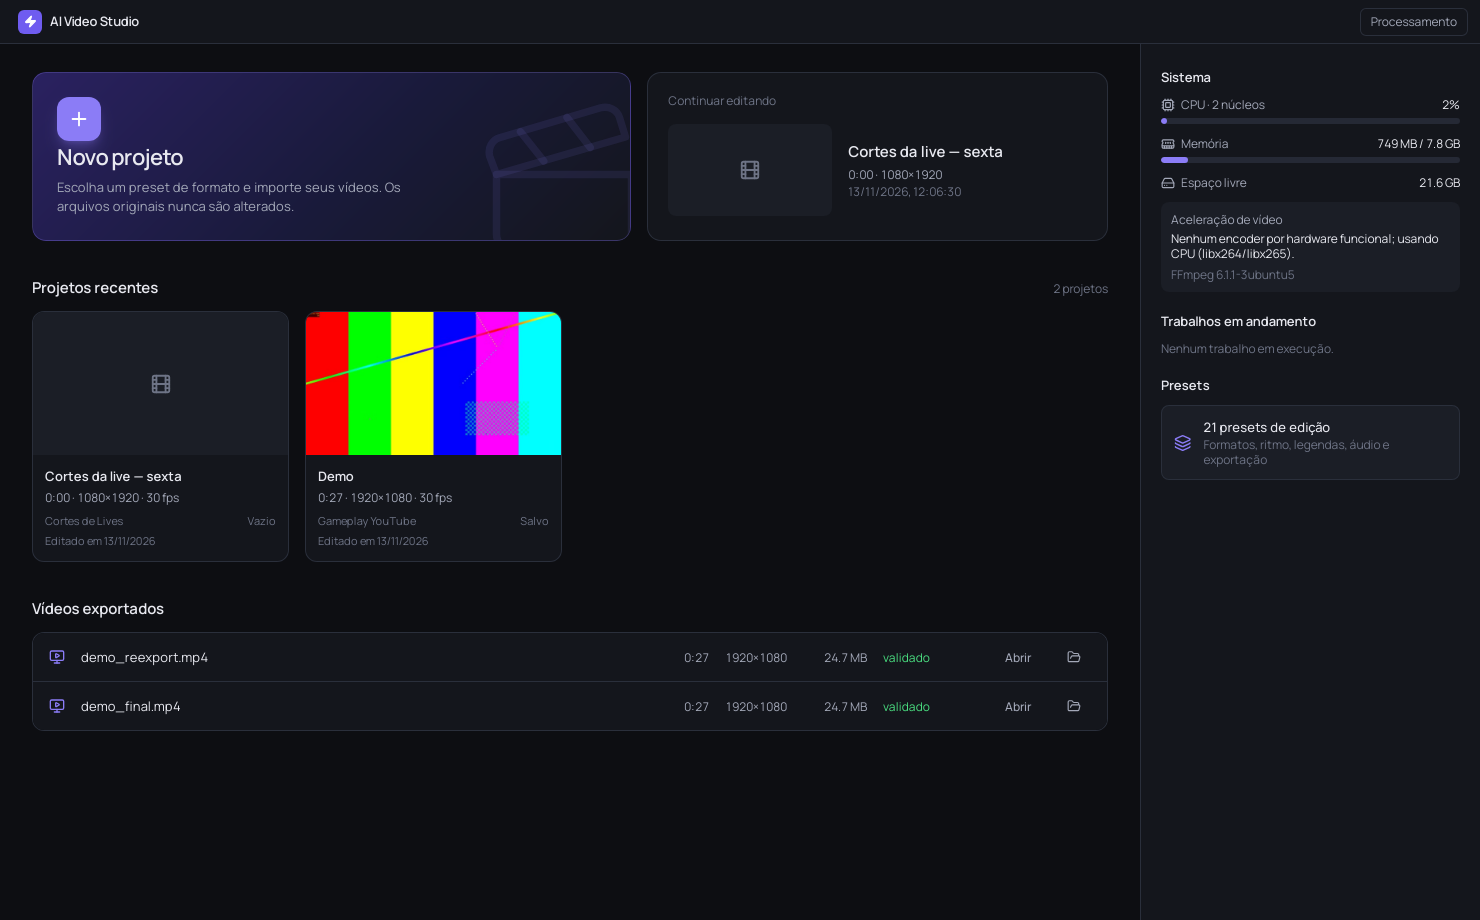 AI Video Studio
Processamento
Novo projeto
Escolha um preset de formato e importe seus vídeos. Os
arquivos originais nunca são alterados.
Continuar editando
Cortes da live — sexta
0:00 · 1080×1920
13/11/2026, 12:06:30
Projetos recentes
2 projetos
Cortes da live — sexta
0:00 · 1080×1920 · 30 fps
Cortes de Lives
Vazio
Editado em 13/11/2026
Demo
0:27 · 1920×1080 · 30 fps
Gameplay YouTube
Salvo
Editado em 13/11/2026
Vídeos exportados
demo_reexport.mp4 0:27 1920×1080 24.7 MB validado Abrir
demo_final.mp4 0:27 1920×1080 24.7 MB validado Abrir
Sistema
CPU · 2 núcleos 2%
Memória 749 MB / 7.8 GB
Espaço livre 21.6 GB
Aceleração de vídeo
Nenhum encoder por hardware funcional; usando
CPU (libx264/libx265).
FFmpeg 6.1.1-3ubuntu5
Trabalhos em andamento
Nenhum trabalho em execução.
Presets
21 presets de edição
Formatos, ritmo, legendas, áudio e
exportação